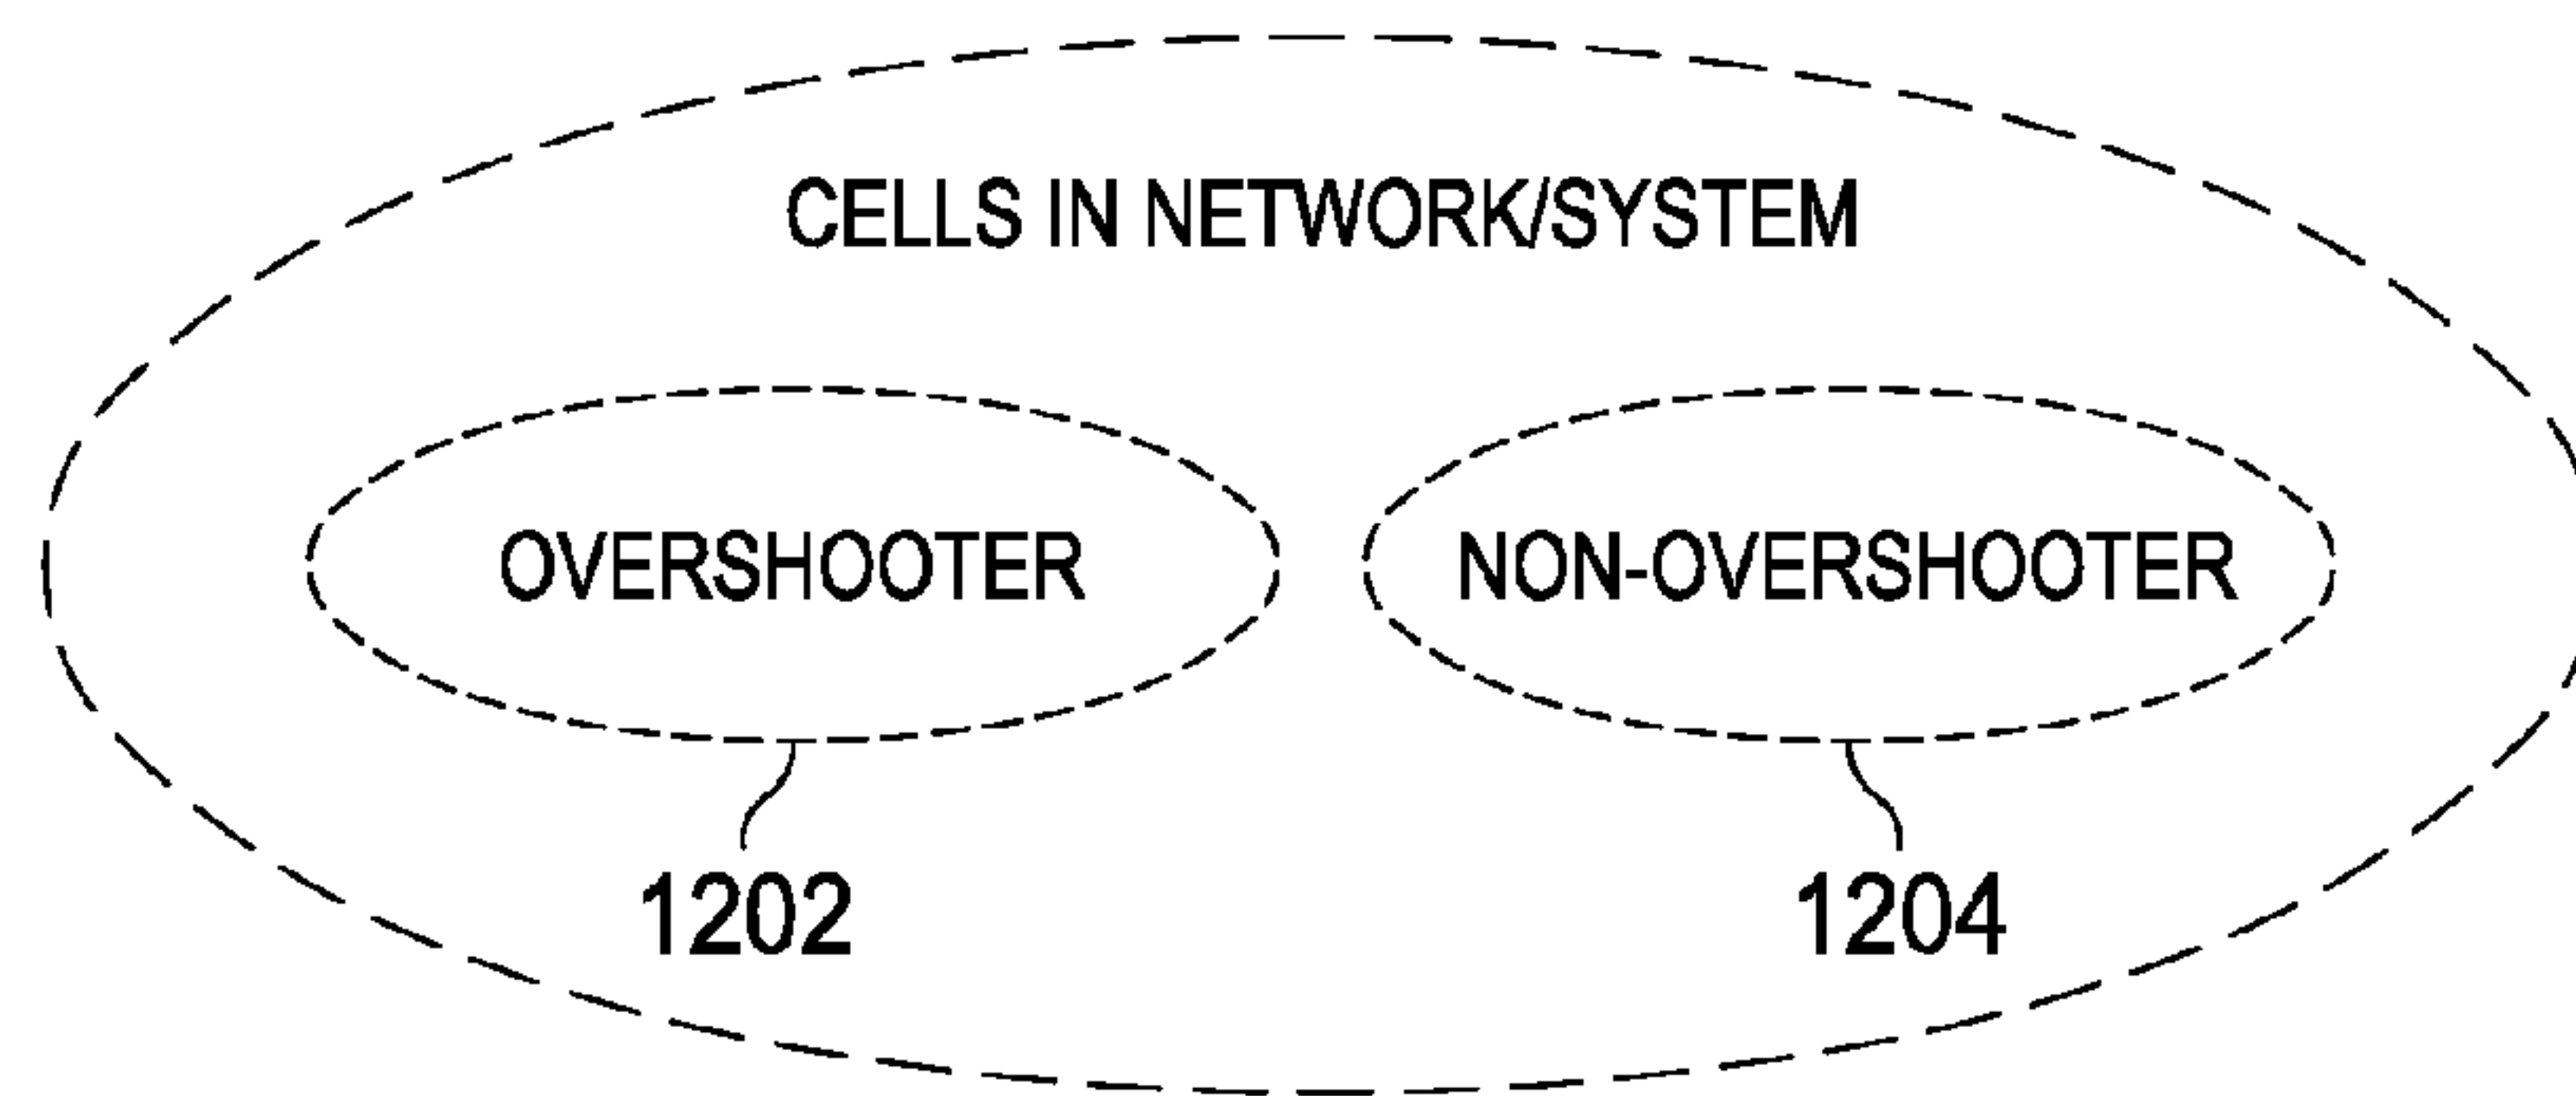 CELLS IN NETWORK/SYSTEM
OVERSHOOTER
NON-OVERSHOOTER
1202
1204